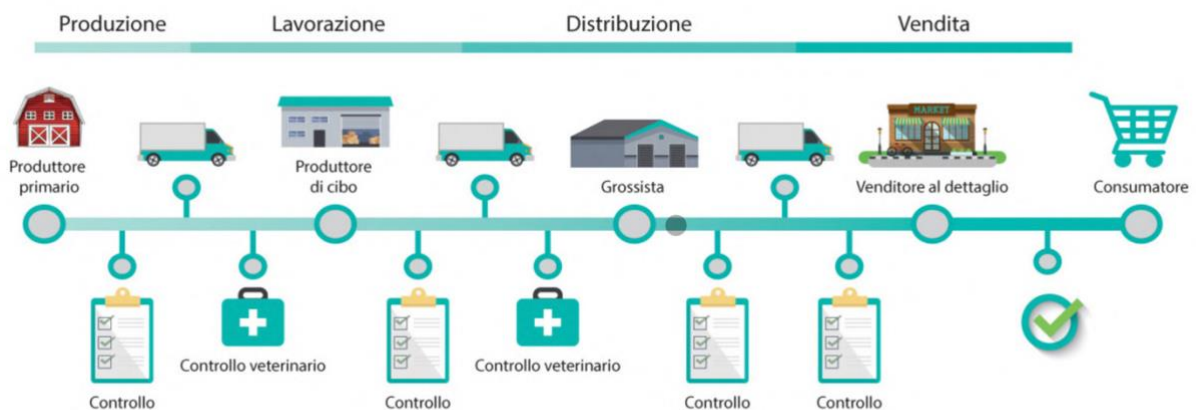 Produzione
Lavorazione
Distribuzione
Vendita
MARKET
Produttore
primario
Produttore
di cibo
Grossista
Venditore al dettaglio
Consumatore
Controllo
Controllo veterinario
Controllo
Controllo veterinario
Controllo
Controllo